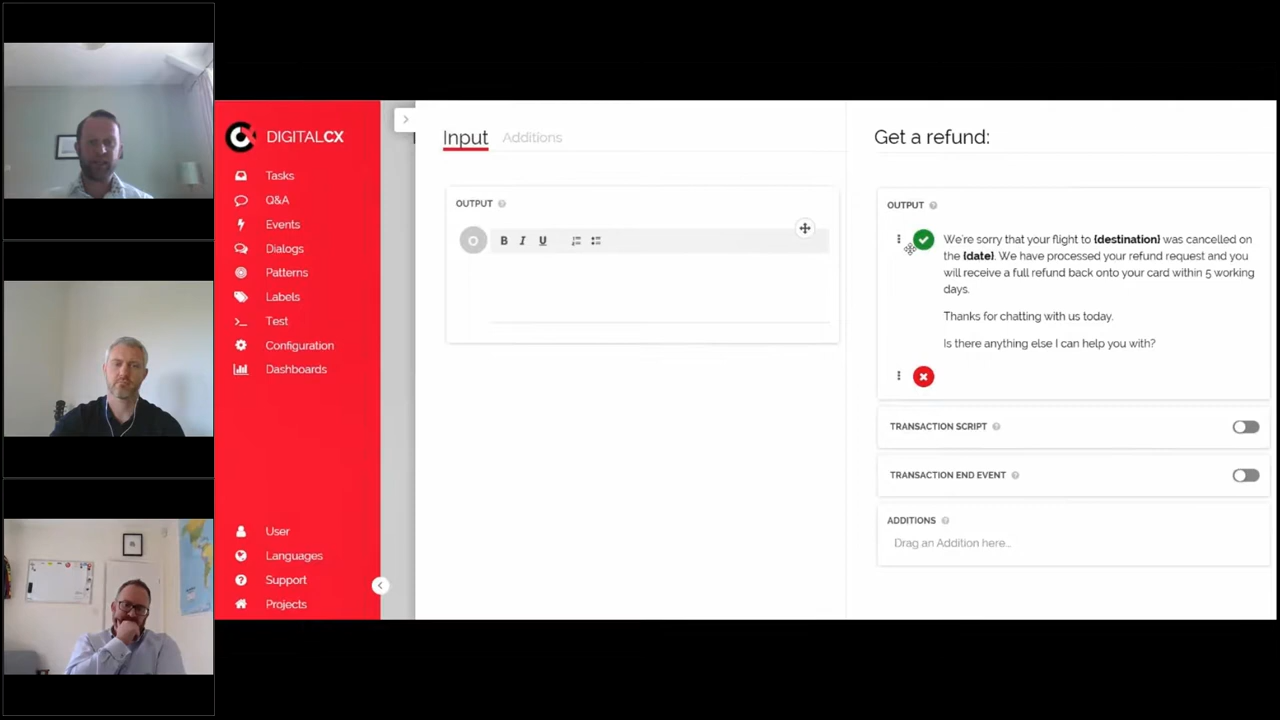 DIGITALCX
Tasks
Q&A
Events
Dialogs
Patterns
Labels
Test
Configuration
Dashboards
User
Languages
Support
Projects
Input
Additions
OUTPUT
O
B I U
Get a refund:
OUTPUT
We're sorry that your flight to {destination} was cancelled on
the {date}. We have processed your refund request and you
will receive a full refund back onto your card within 5 working
days.
Thanks for chatting with us today.
Is there anything else I can help you with?
TRANSACTION SCRIPT
TRANSACTION END EVENT
ADDITIONS
Drag an Addition here...